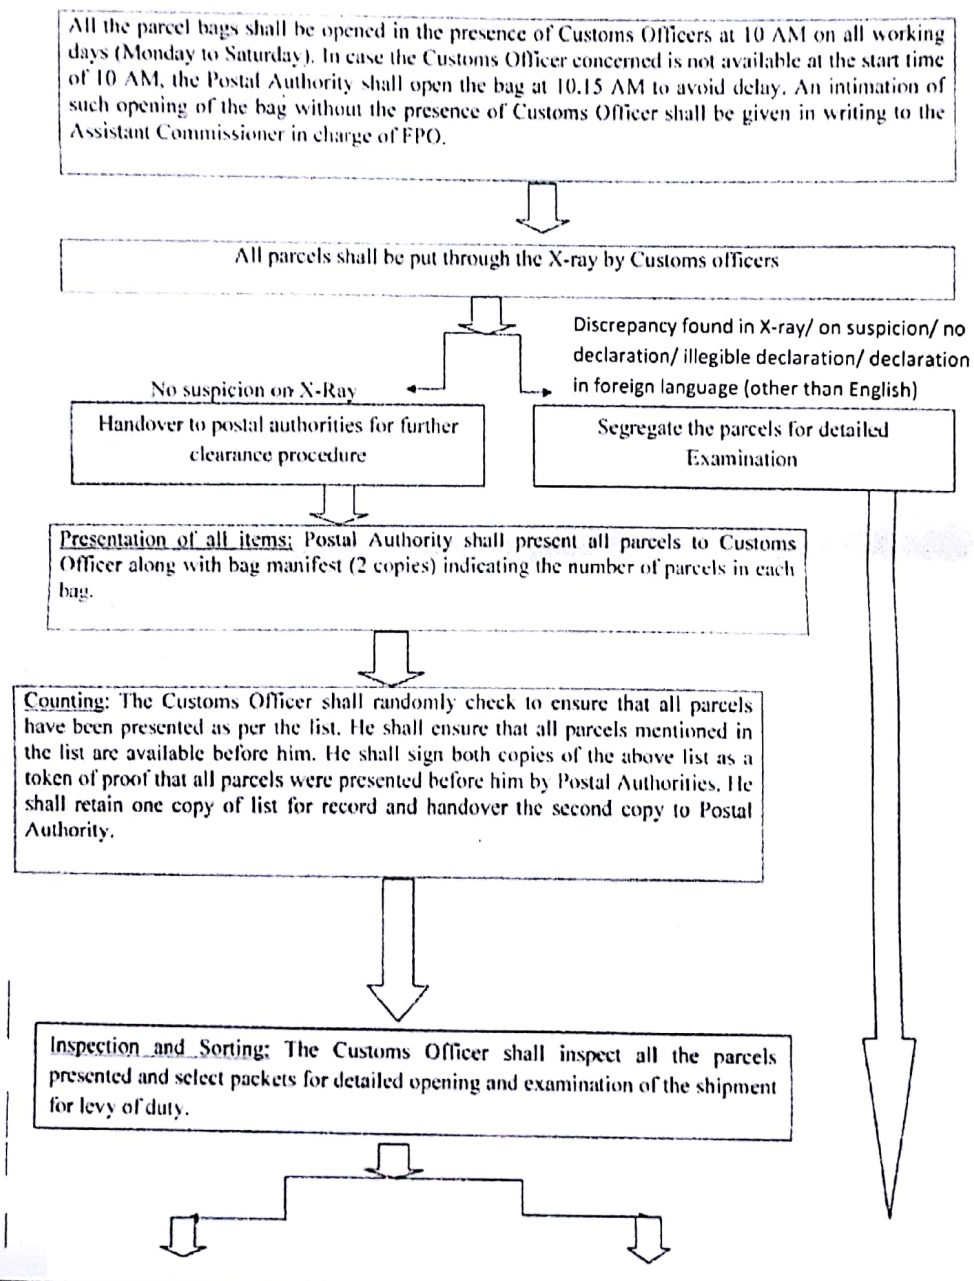 All the parcel bags shall be opened in the presence of Customs Officers at 10 AM on all working
days (Monday to Saturday). In case the Customs Officer concerned is not available at the start time
of 10 AM, the Postal Authority shall open the bag at 10.15 AM to avoid delay. An intimation of
such opening of the bag without the presence of Customs Officer shall be given in writing to the
Assistant Commissioner in charge of FPO.
All parcels shall be put through the X-ray by Customs officers
Discrepancy found in X-ray/ on suspicion/ no
declaration/ illegible declaration/ declaration
in foreign language (other than English)
No suspicion on X-Ray
Handover to postal authorities for further
clearance procedure
Segregate the parcels for detailed
Examination
Presentation of all items: Postal Authority shall present all parcels to Customs
Officer along with bag manifest (2 copies) indicating the number of parcels in each
bag.
Counting: The Customs Officer shall randomly check to ensure that all parcels
have been presented as per the list. He shall ensure that all parcels mentioned in
the list are available before him. He shall sign both copies of the above list as a
token of proof that all parcels were presented before him by Postal Authorities. He
shall retain one copy of list for record and handover the second copy to Postal
Authority.
Inspection and Sorting: The Customs Officer shall inspect all the parcels
presented and select packets for detailed opening and examination of the shipment
for levy of duty.